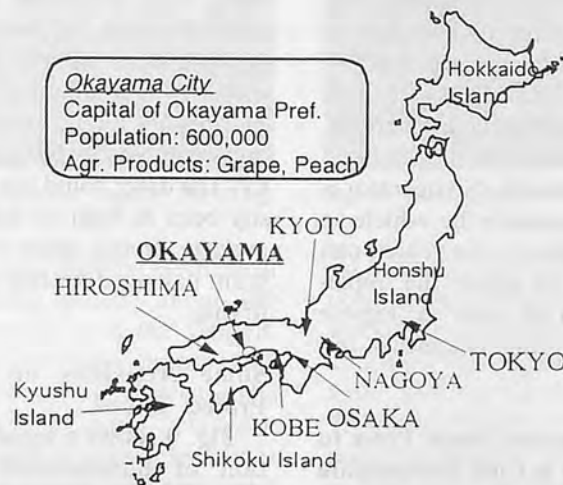 Okayama City
Capital of Okayama Pref.
Population: 600,000
Agr. Products: Grape, Peach
Hokkaido
Island
KYOTO
OKAYAMA
HIROSHIMA
Honshu
Island
TOKYO
NAGOYA
Kyushu
Island
OSAKA
KOBE
Shikoku Island